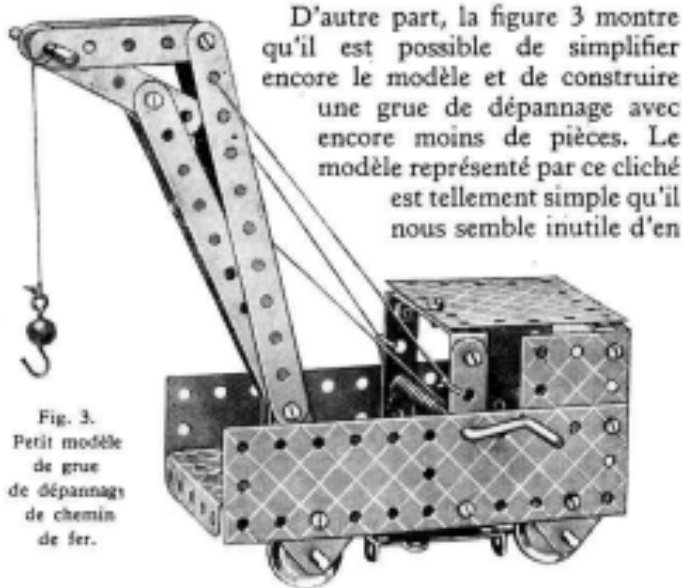 D'autre part, la figure 3 montre
qu'il est possible de simplifier
encore le modèle et de construire
une grue de dépannage avec
encore moins de pièces. Le
modèle représenté par ce cliché
est tellement simple qu'il
nous semble inutile d'en
Fig. 3.
Petit modèle
de grue
de dépannags
de chemin
de fer.